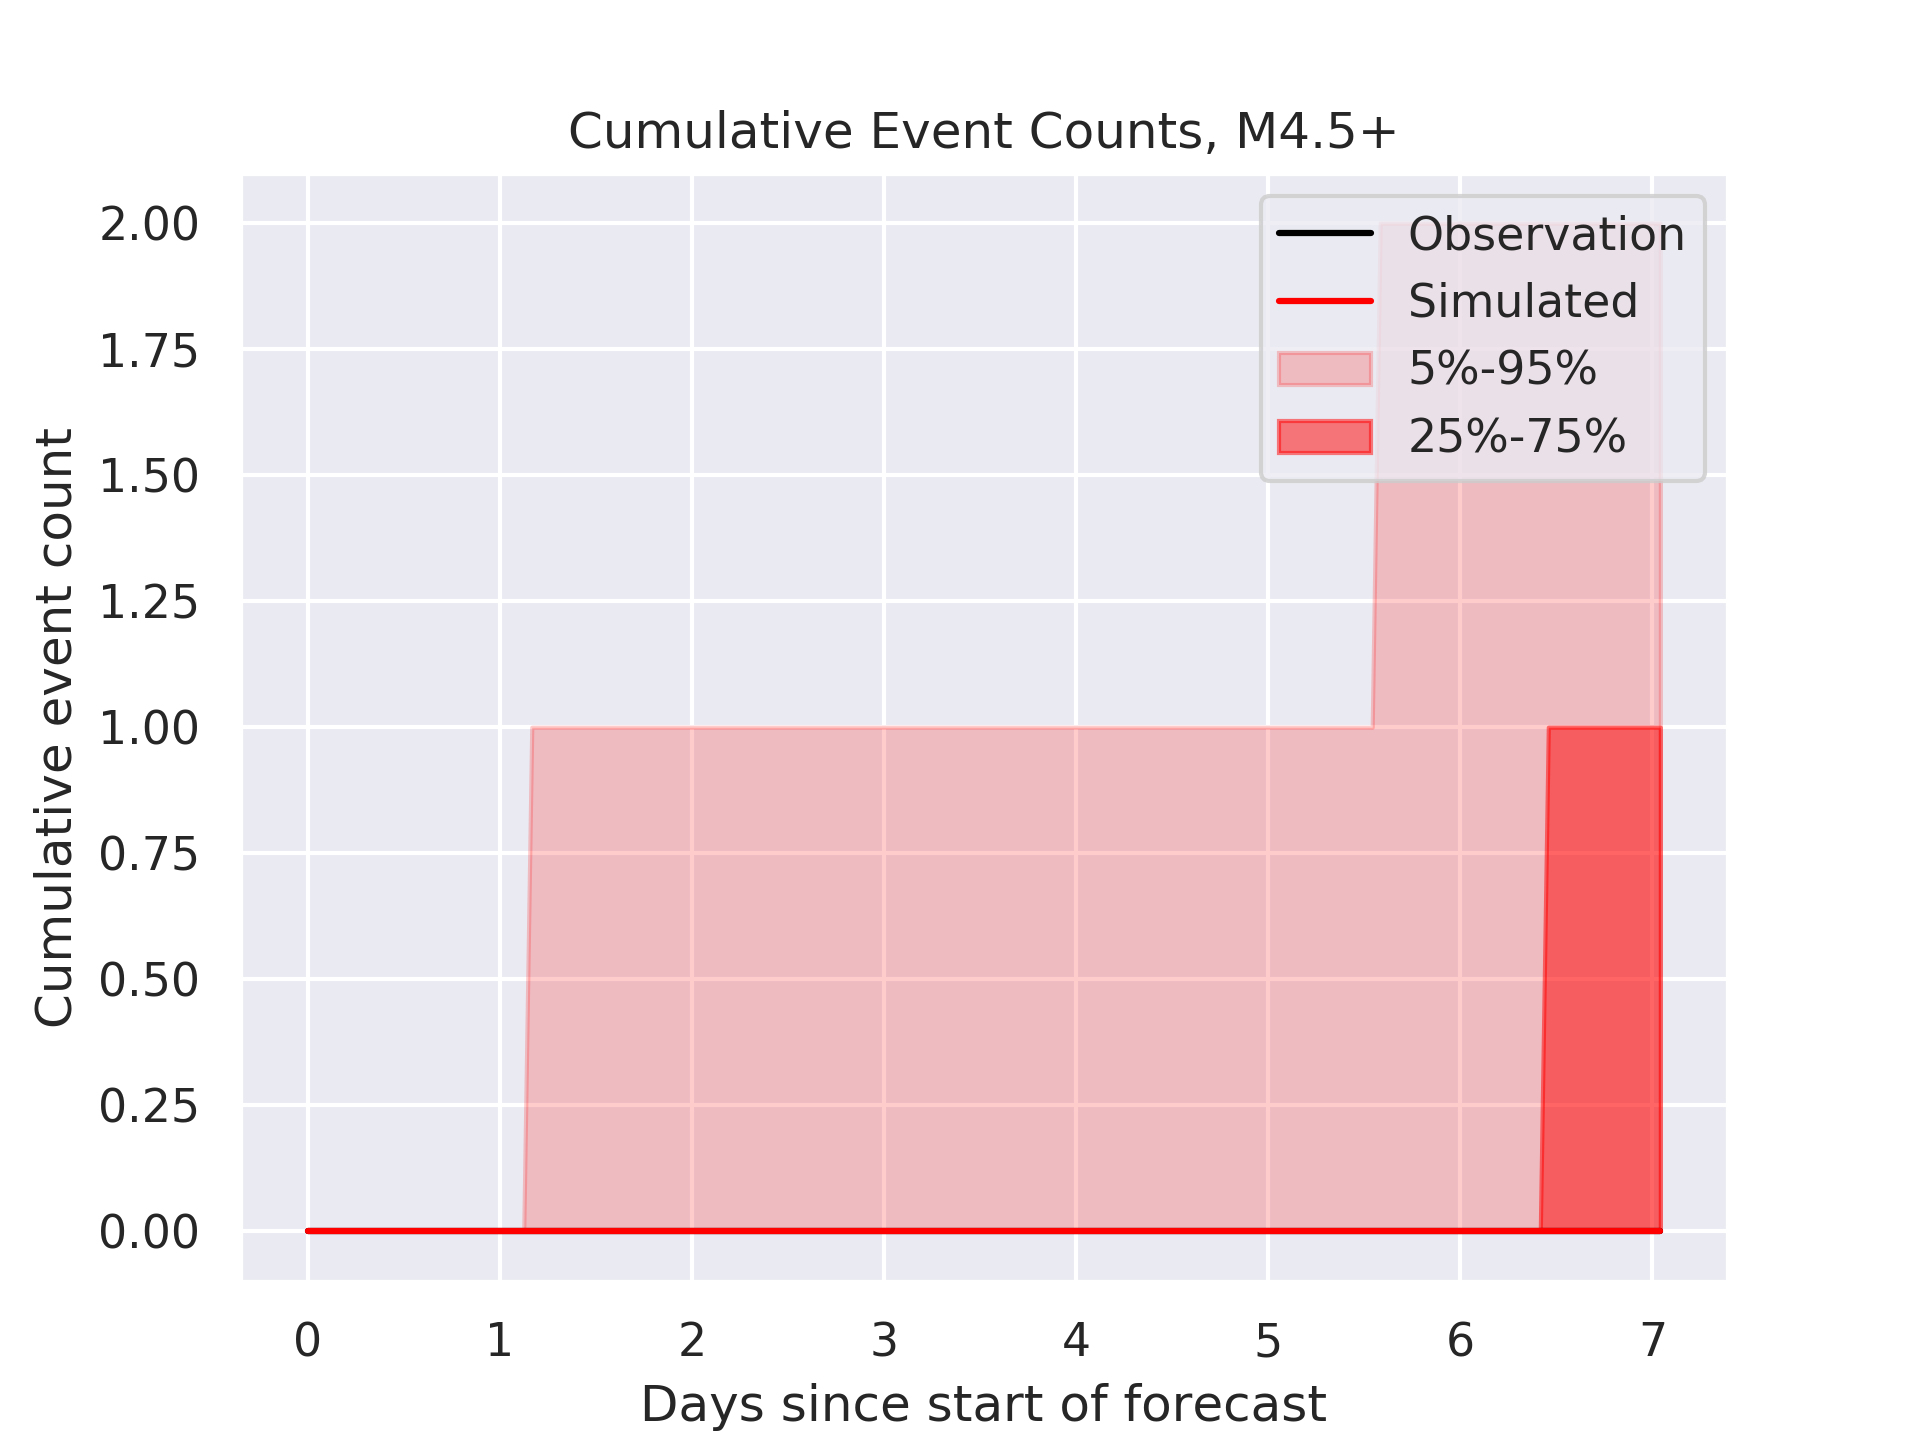 Cumulative Event Counts, M4.5+
Observation
Simulated
5%-95%
25%-75%
2.00
1.75
1.50
1.25
1.00
0.75
0.50
0.25
0.00
Cumulative event count
0 1 2 3 4 5 6 7
Days since start of forecast